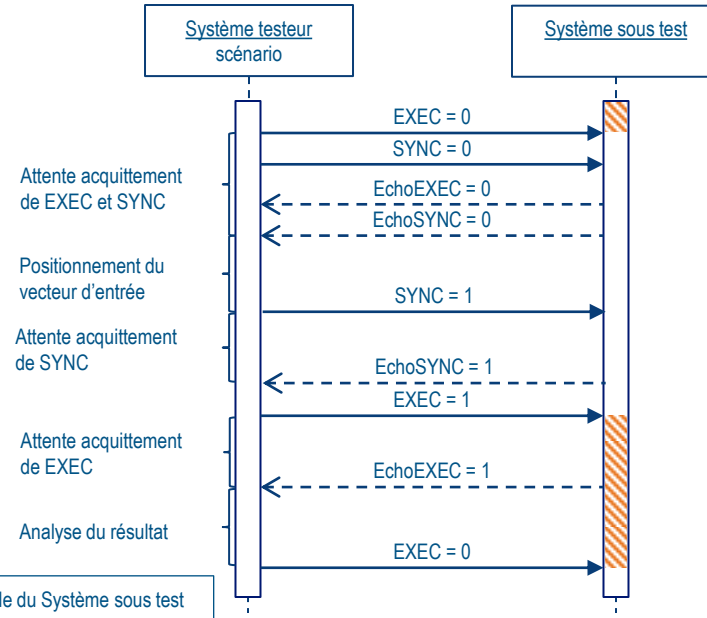 Système testeur
scénario
Système sous test
EXEC = 0
SYNC = 0
Attente acquittement
de EXEC et SYNC
EchoEXEC = 0
EchoSYNC = 0
Positionnement du
vecteur d'entrée
SYNC = 1
Attente acquittement
de SYNC
EchoSYNC = 1
EXEC = 1
Attente acquittement
de EXEC
EchoEXEC = 1
Analyse du résultat
EXEC = 0
du Système sous test